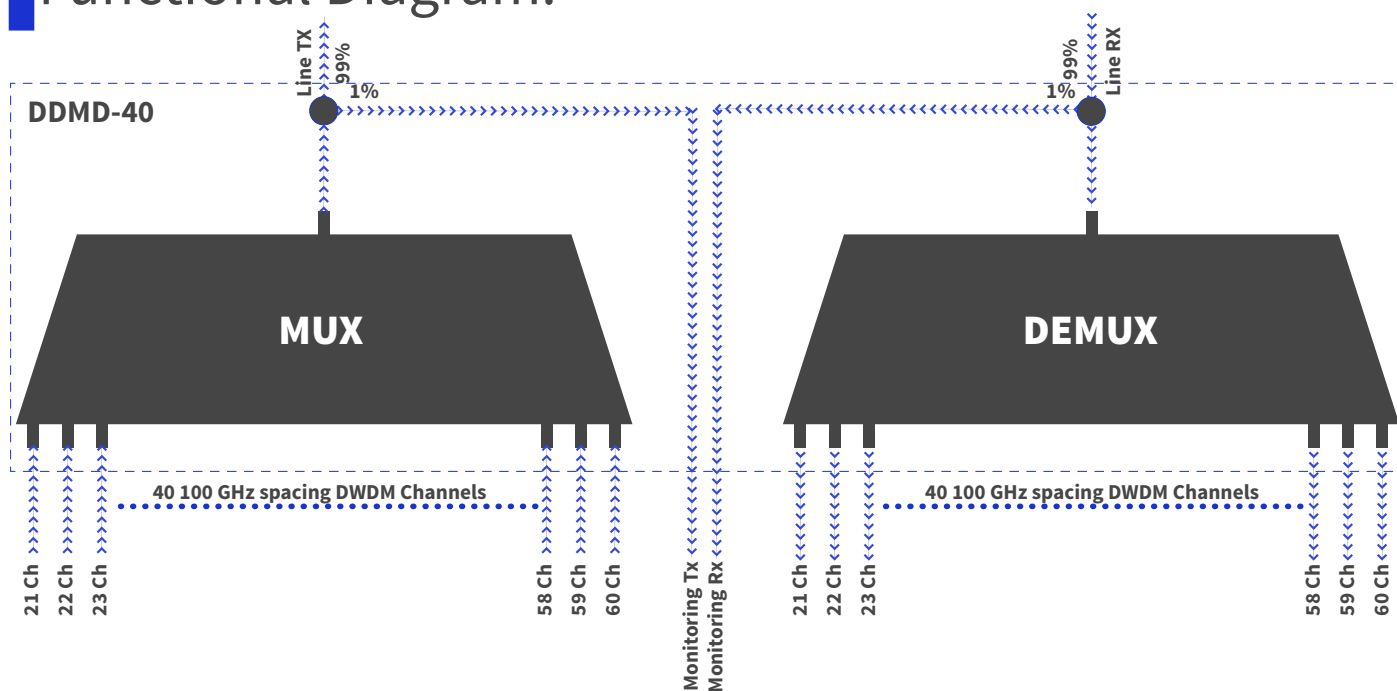 Functional Diagram:
Line TX
99%
1%
99%
1%
Line RX
DDMD-40
MUX
DEMUX
40 100 GHz spacing DWDM Channels
40 100 GHz spacing DWDM Channels
21 Ch
22 Ch
23 Ch
58 Ch
59 Ch
60 Ch
Monitoring Tx
Monitoring Rx
21 Ch
22 Ch
23 Ch
58 Ch
59 Ch
60 Ch